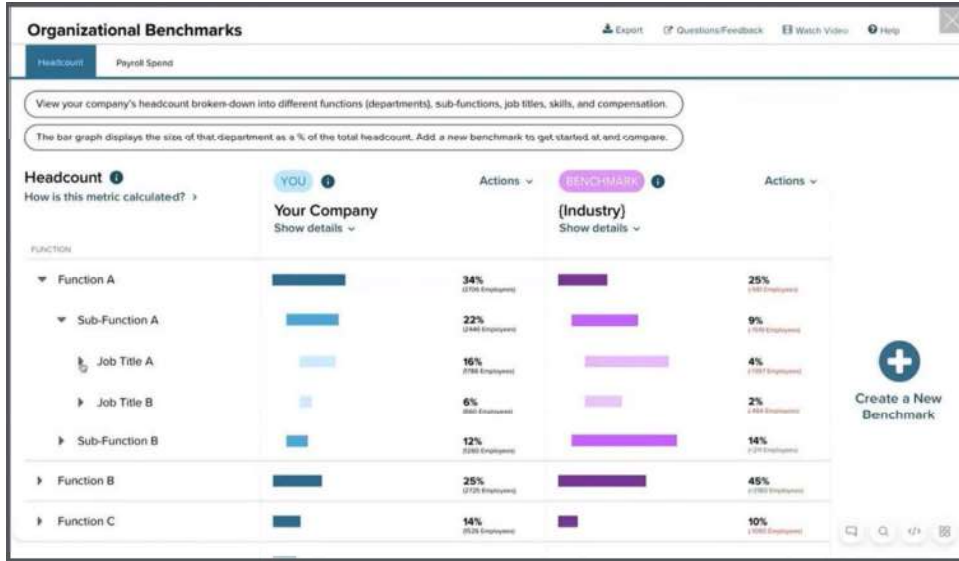 Organizational Benchmarks
Export
Questions/Feedback
Watch Video
Help
Headcount
Payroll Spend
View your company's headcount broken-down into different functions (departments), sub-functions, job titles, skills, and compensation.
The bar graph displays the size of that department as a % of the total headcount. Add a new benchmark to get started at and compare.
Headcount
How is this metric calculated? >
YOU
Actions
BENCHMARK
Actions
Your Company
{Industry}
Show details
Show details
FUNCTION
Function A
34%
25%
Sub-Function A
22%
9%
Job Title A
16%
4%
Job Title B
6%
2%
Sub-Function B
12%
14%
Function B
25%
45%
Function C
14%
10%
Create a New
Benchmark